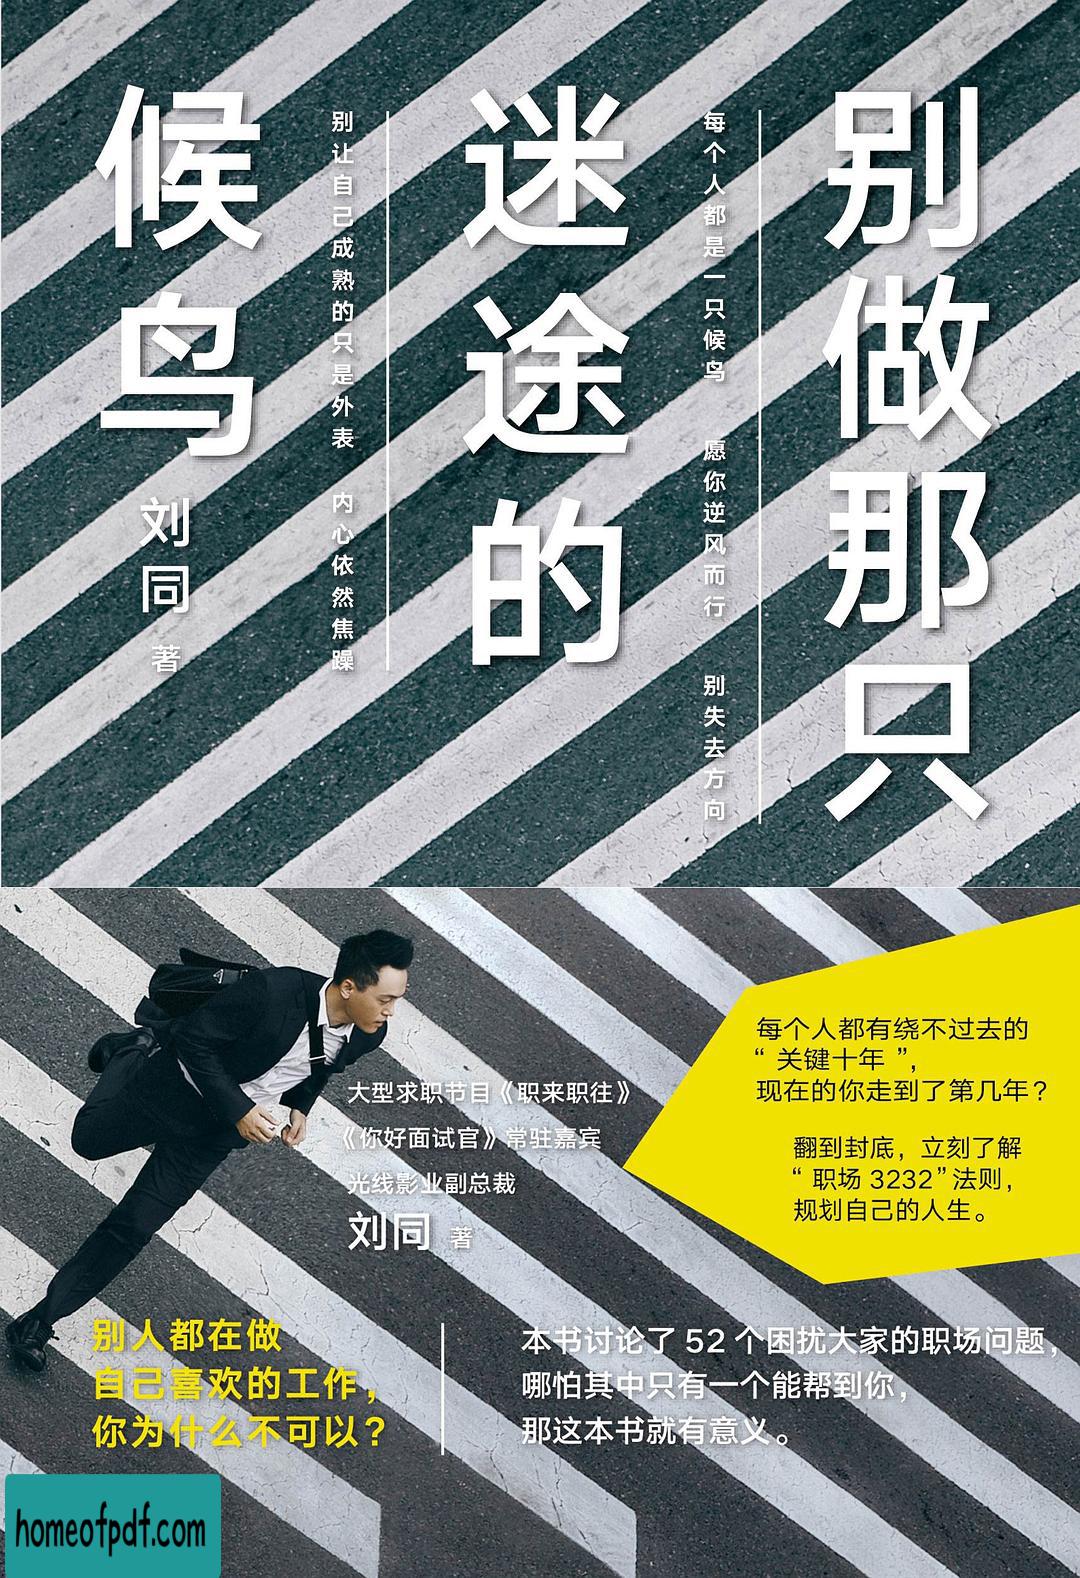 别做那只
每个人都是一只候鸟 愿你逆风而行 别失去方向
迷途的
别让自己成熟的只是外表 内心依然焦躁
候鸟
刘同 著
每个人都有绕不过去的
“关键十年”，
现在的你走到了第几年？
翻到封底，立刻了解
“职场 3232”法则，
规划自己的人生。
大型求职节目《职来职往》
《你好面试官》常驻嘉宾
光线影业副总裁
刘同 著
别人都在做
自己喜欢的工作，
你为什么不可以？
本书讨论了 52 个困扰大家的职场问题，
哪怕其中只有一个能帮到你，
那这本书就有意义。
homeofpdf.com